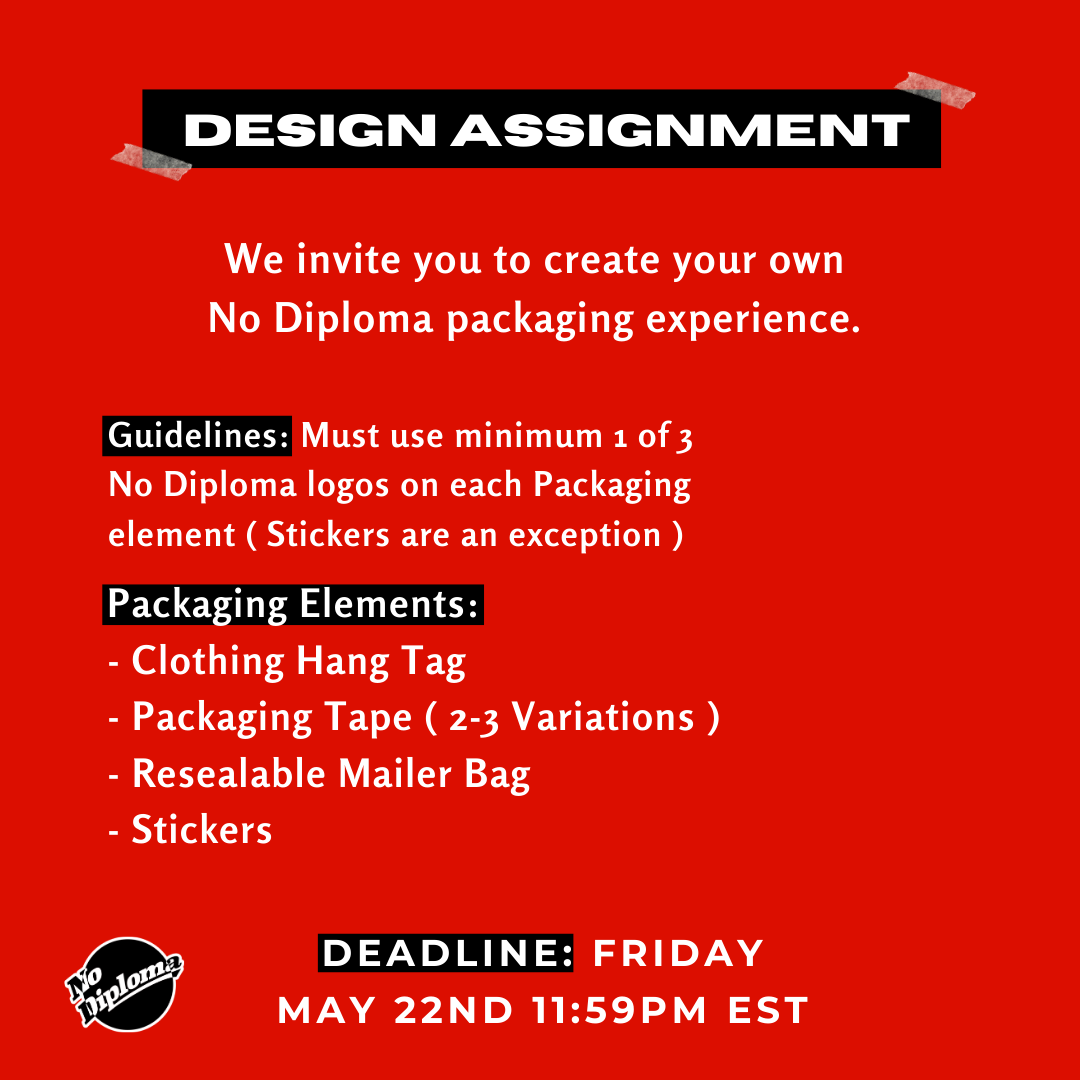 DESIGN ASSIGNMENT
We invite you to create your own
No Diploma packaging experience.
Guidelines: Must use minimum 1 of 3
No Diploma logos on each Packaging
element ( Stickers are an exception )
Packaging Elements:
- Clothing Hang Tag
- Packaging Tape ( 2-3 Variations )
- Resealable Mailer Bag
- Stickers
DEADLINE: FRIDAY
MAY 22ND 11:59PM EST
No
Diploma